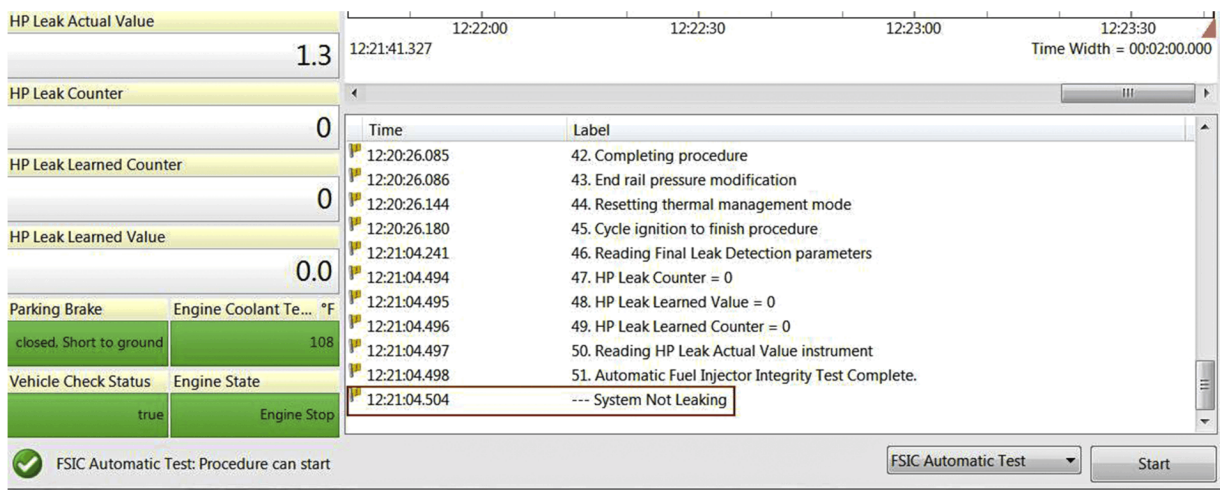 HP Leak Actual Value
1.3
HP Leak Counter
0
HP Leak Learned Counter
0
HP Leak Learned Value
0.0
Parking Brake
closed, Short to ground
Engine Coolant Te... °F
108
Vehicle Check Status
true
Engine State
Engine Stop
12:22:00 12:22:30 12:23:00 12:23:30
12:21:41.327 Time Width = 00:02:00.000
Time Label
12:20:26.085 42. Completing procedure
12:20:26.086 43. End rail pressure modification
12:20:26.144 44. Resetting thermal management mode
12:20:26.180 45. Cycle ignition to finish procedure
12:21:04.241 46. Reading Final Leak Detection parameters
12:21:04.494 47. HP Leak Counter = 0
12:21:04.495 48. HP Leak Learned Value = 0
12:21:04.496 49. HP Leak Learned Counter = 0
12:21:04.497 50. Reading HP Leak Actual Value instrument
12:21:04.498 51. Automatic Fuel Injector Integrity Test Complete.
12:21:04.504 --- System Not Leaking
FSIC Automatic Test: Procedure can start
FSIC Automatic Test
Start